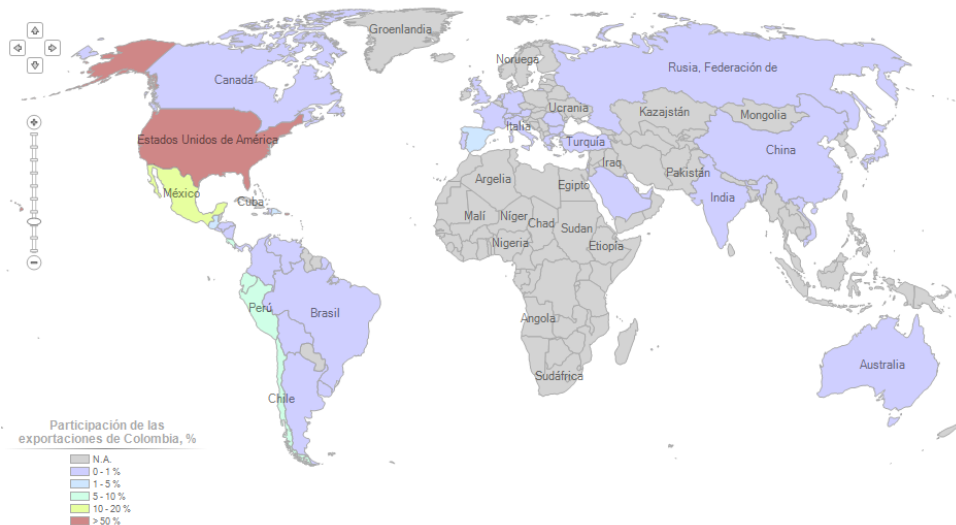 Groenlandia
Noruega
Canadá
Rusia, Federación de
Ucrania
Kazajstán
Mongolia
Italia
Turquía
Estados Unidos de América
China
Iraq
Pakistán
Argelia
Egipto
México
Cuba
India
Malí
Níger
Chad
Sudan
Nigeria
Etiopía
Perú
Brasil
Angola
Australia
Sudáfrica
Chile
Participación de las
exportaciones de Colombia, %
N.A.
0 - 1 %
1 - 5 %
5 - 10 %
10 - 20 %
> 50 %